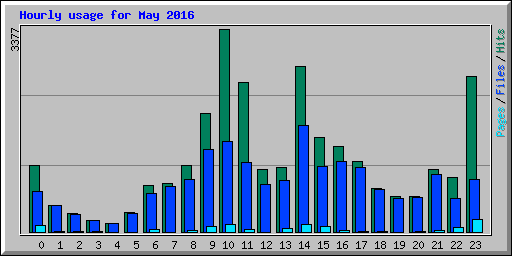 Hourly usage for May 2016
3377
Pages/Files/Hits
0 1 2 3 4 5 6 7 8 9 10 11 12 13 14 15 16 17 18 19 20 21 22 23